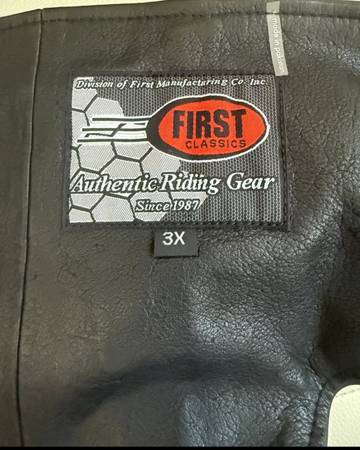 Division of First Manufacturing Co. Inc.
FIRST
CLASSICS
Authentic Riding Gear
Since 1987
3X